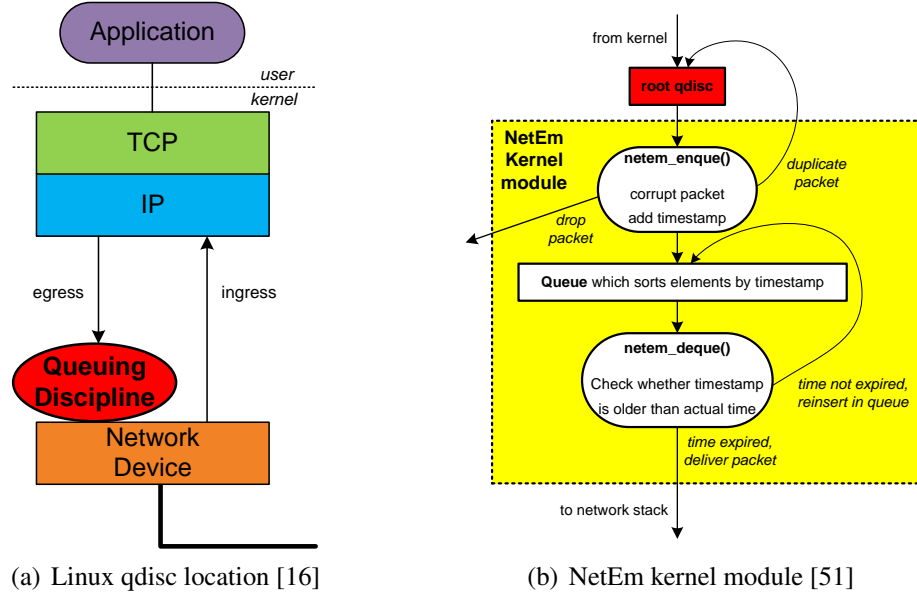 Application
user
kernel
TCP
IP
egress
ingress
Queuing
Discipline
Network
Device
(a) Linux qdisc location [16]
from kernel
root qdisc
NetEm
Kernel
module
netem_enque()
corrupt packet
add timestamp
duplicate
packet
drop
packet
Queue which sorts elements by timestamp
netem_deque()
Check whether timestamp
is older than actual time
time not expired,
reinsert in queue
time expired,
deliver packet
to network stack
(b) NetEm kernel module [51]